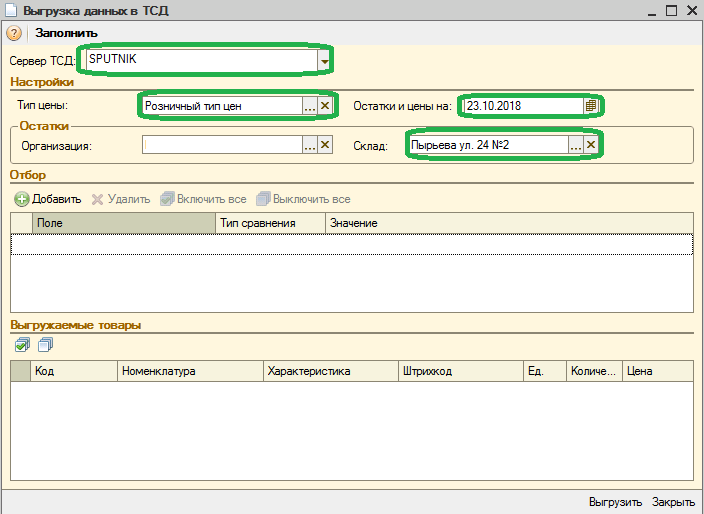 Выгрузка данных в ТСД
Заполнить
Сервер ТСД: SPUTNIK
Настройки
Тип цены: Розничный тип цен ... Остатки и цены на: 23.10.2018
Остатки
Организация: ... Склад: Пырьева ул. 24 №2 ...
Отбор
Добавить Удалить Включить все Выключить все
Поле Тип сравнения Значение
Выгружаемые товары
Код Номенклатура Характеристика Штрихкод Ед. Количе... Цена
Выгрузить Закрыть